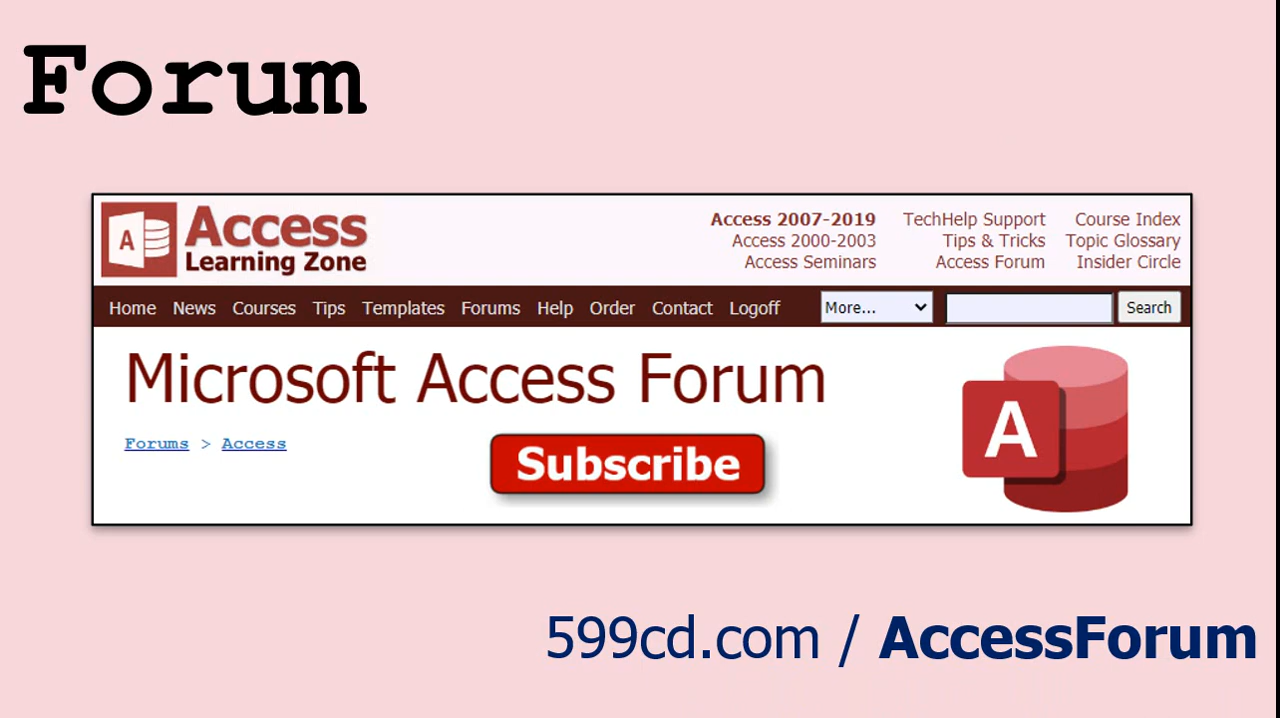 Forum
A Access
Learning Zone
Access 2007-2019 TechHelp Support Course Index
Access 2000-2003 Tips & Tricks Topic Glossary
Access Seminars Access Forum Insider Circle
Home News Courses Tips Templates Forums Help Order Contact Logoff More... Search
Microsoft Access Forum
A
Forums > Access
Subscribe
599cd.com / AccessForum